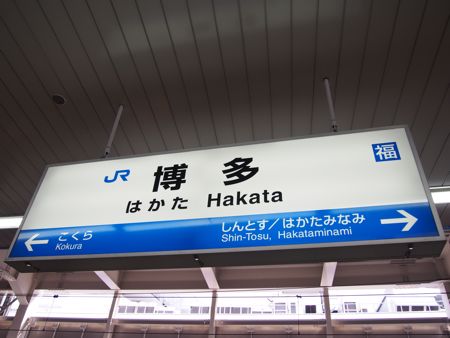 JR 博多 福
はかた Hakata
← こくら しんとす/はかたみなみ →
Kokura Shin-Tosu, Hakataminami